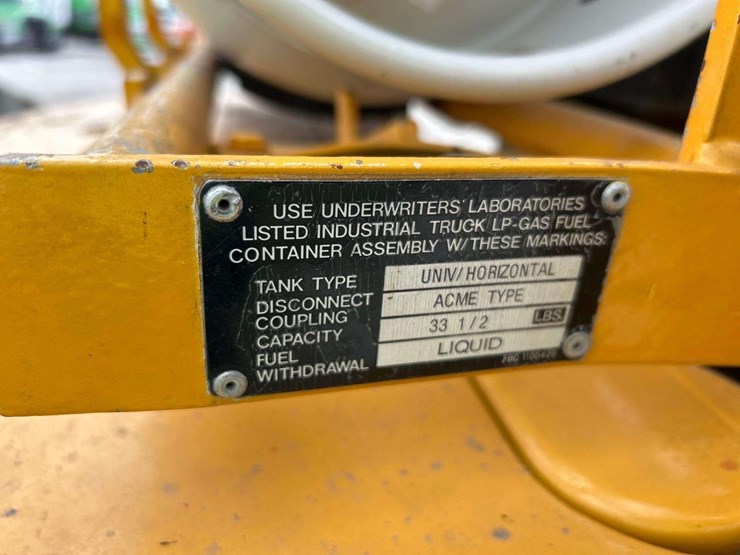 USE UNDERWRITERS' LABORATORIES
LISTED INDUSTRIAL TRUCK LP-GAS FUEL
CONTAINER ASSEMBLY W/THESE MARKINGS:
TANK TYPE UNIV/HORIZONTAL
DISCONNECT COUPLING ACME TYPE
CAPACITY 33 1/2 LBS.
FUEL WITHDRAWAL LIQUID